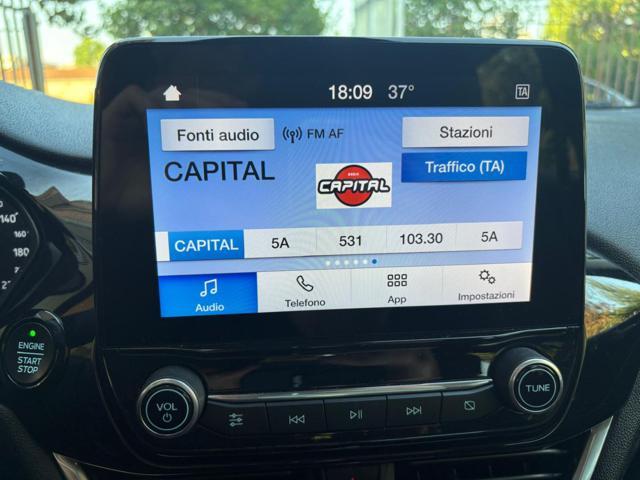 18:09 37° TA
Fonti audio FM AF Stazioni
CAPITAL
RADIO
CAPITAL
Traffico (TA)
CAPITAL 5A 531 103.30 5A
Audio Telefono App Impostazioni
140
160
180
ENGINE
START
STOP
VOL
TUNE